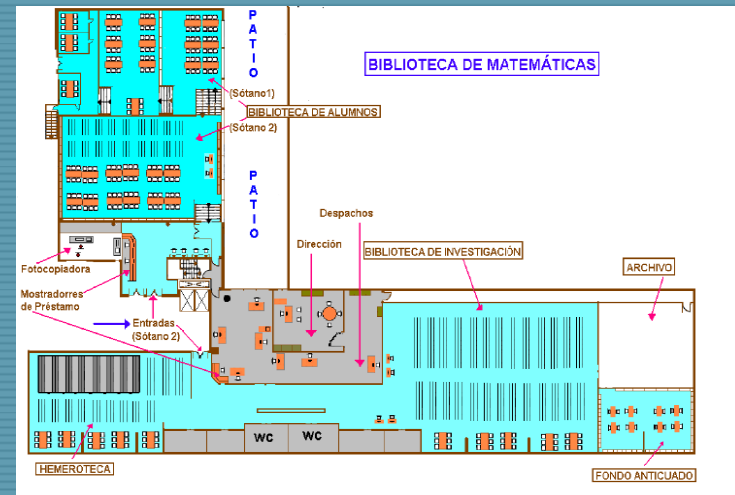 PATIO
BIBLIOTECA DE MATEMÁTICAS
(Sótano1)
BIBLIOTECA DE ALUMNOS
(Sótano 2)
PATIO
Despachos
Dirección
BIBLIOTECA DE INVESTIGACIÓN
ARCHIVO
Fotocopiadora
Mostradorres
de Préstamo
Entradas
(Sótano 2)
WC
WC
HEMEROTECA
FONDO ANTICUADO